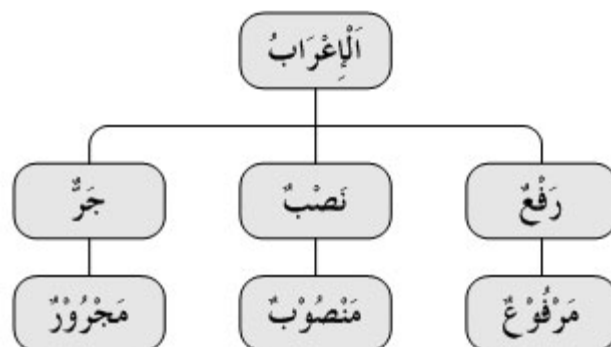 اَلْإِعْرَابُ
رَفْعٌ نَصْبٌ جَرٌّ
مَرْفُوْعٌ مَنْصُوْبٌ مَجْرُوْرٌ